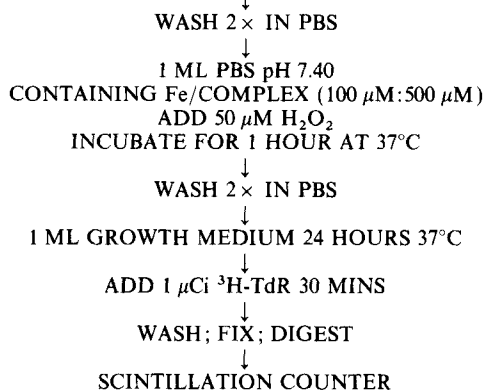 WASH 2× IN PBS
1 ML PBS pH 7.40
CONTAINING Fe/COMPLEX (100 μM:500 μM)
ADD 50 μM H₂O₂
INCUBATE FOR 1 HOUR AT 37°C
WASH 2× IN PBS
1 ML GROWTH MEDIUM 24 HOURS 37°C
ADD 1 μCi ³H-TdR 30 MINS
WASH; FIX; DIGEST
SCINTILLATION COUNTER